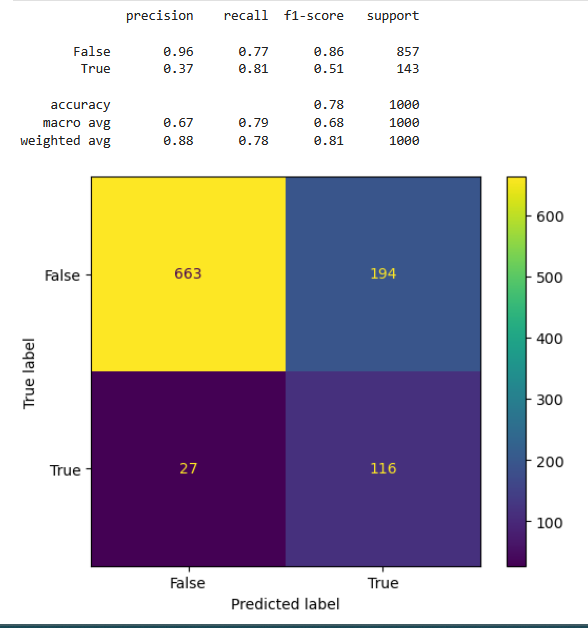 precision recall f1-score support
False 0.96 0.77 0.86 857
True 0.37 0.81 0.51 143
accuracy 0.78 1000
macro avg 0.67 0.79 0.68 1000
weighted avg 0.88 0.78 0.81 1000
True label
False
663
194
True
27
116
False
True
Predicted label
600
500
400
300
200
100